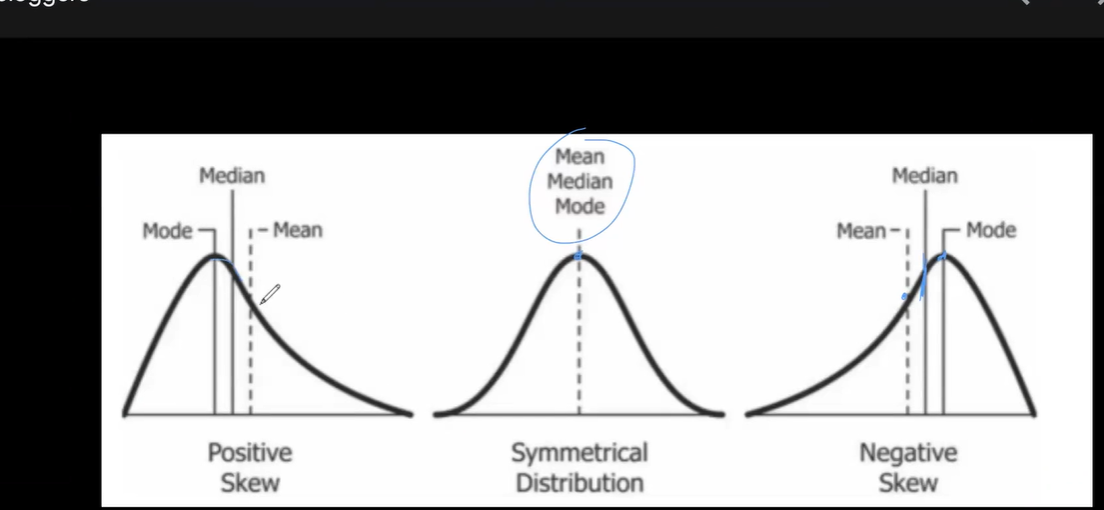 Median
Mode
Mean
Positive
Skew
Mean
Median
Mode
Symmetrical
Distribution
Median
Mean
Mode
Negative
Skew